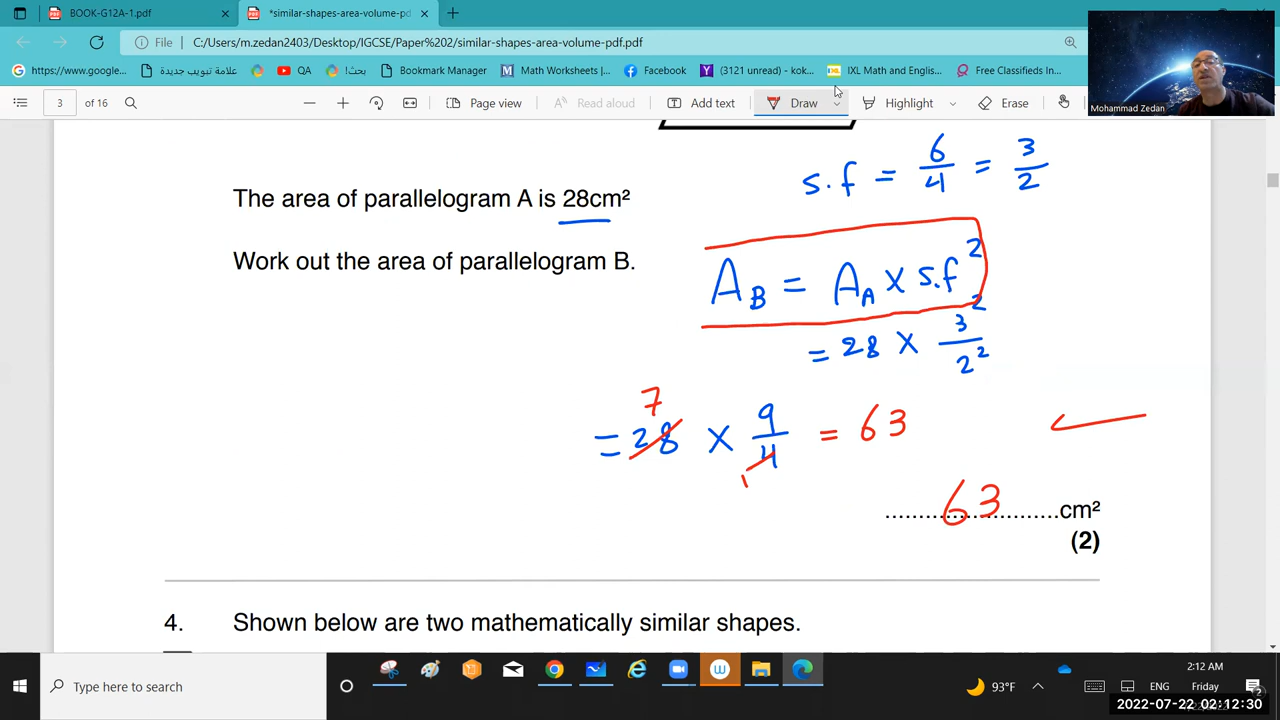 BOOK-G12A-1.pdf
*similar-shapes-area-volume-pd
File
C:/Users/m.zedan2403/Desktop/IGCSE/Paper%202/similar-shapes-area-volume-pdf.pdf
https://www.google...
علامة تبويب جديدة
QA
بحث!
Bookmark Manager
Math Worksheets |...
Facebook
(3121 unread) - kok...
IXL Math and Englis...
Free Classifieds In...
Mohammad Zedan
3 of 16
Page view
Read aloud
Add text
Draw
Highlight
Erase
s.f = 6/4 = 3/2
The area of parallelogram A is 28cm²
Work out the area of parallelogram B.
A_B = A_A x s.f²
= 28 x 3²/2²
7
= 28 x 9/4 = 63
1
63
..............................cm²
(2)
4. Shown below are two mathematically similar shapes.
Type here to search
W
93°F
ENG
2:12 AM
Friday
2022-07-22 02:12:30